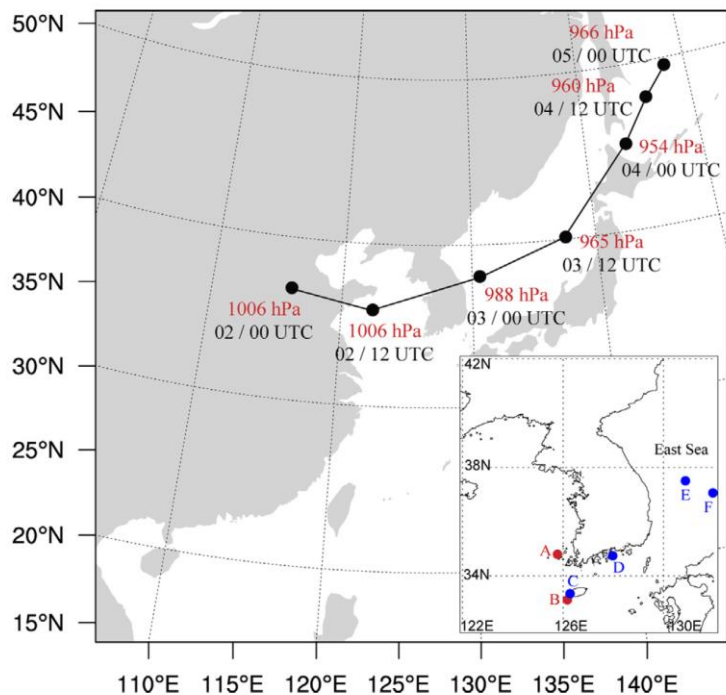 50°N
45°N
40°N
35°N
30°N
25°N
20°N
15°N
966 hPa
05 / 00 UTC
960 hPa
04 / 12 UTC
954 hPa
04 / 00 UTC
965 hPa
03 / 12 UTC
988 hPa
03 / 00 UTC
1006 hPa
02 / 00 UTC
1006 hPa
02 / 12 UTC
42N
East Sea
38N
E
F
A
D
34N
C
B
122E
126E
130E
110°E
115°E
120°E
125°E
130°E
135°E
140°E